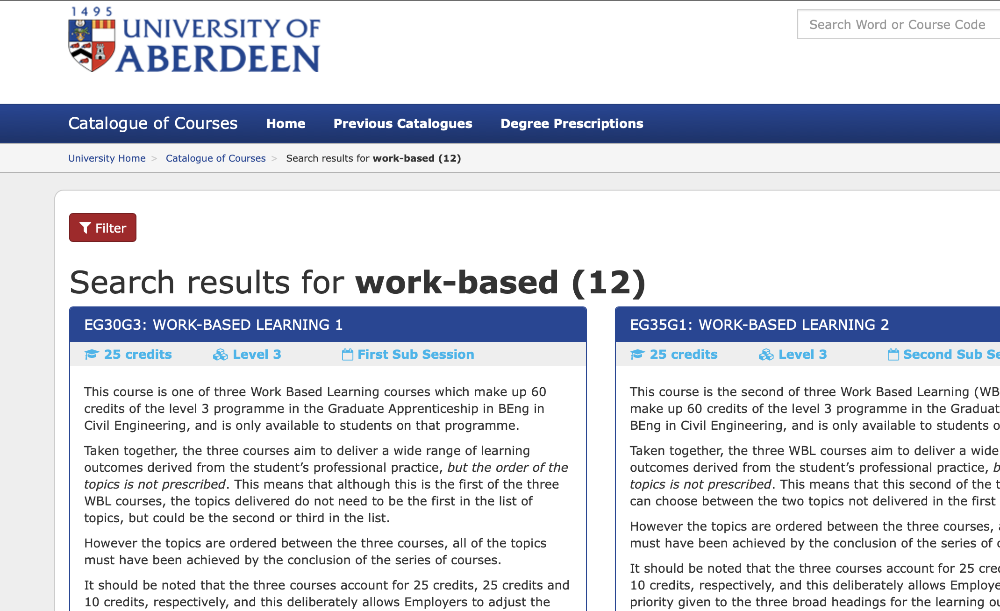 1495
UNIVERSITY OF
ABERDEEN
Search Word or Course Code
Catalogue of Courses Home Previous Catalogues Degree Prescriptions
University Home > Catalogue of Courses > Search results for work-based (12)
Filter
Search results for work-based (12)
EG30G3: WORK-BASED LEARNING 1
25 credits Level 3 First Sub Session
This course is one of three Work Based Learning courses which make up 60
credits of the level 3 programme in the Graduate Apprenticeship in BEng in
Civil Engineering, and is only available to students on that programme.
Taken together, the three courses aim to deliver a wide range of learning
outcomes derived from the student’s professional practice, but the order of the
topics is not prescribed. This means that although this is the first of the three
WBL courses, the topics delivered do not need to be the first in the list of
topics, but could be the second or third in the list.
However the topics are ordered between the three courses, all of the topics
must have been achieved by the conclusion of the series of courses.
It should be noted that the three courses account for 25 credits, 25 credits and
10 credits, respectively, and this deliberately allows Employers to adjust the
EG35G1: WORK-BASED LEARNING 2
25 credits Level 3 Second Sub
This course is the second of three Work Based Learning (WB
make up 60 credits of the level 3 programme in the Graduat
BEng in Civil Engineering, and is only available to students
Taken together, the three WBL courses aim to deliver a wide
outcomes derived from the student’s professional practice,
topics is not prescribed. This means that this second of the
can choose between the two topics not delivered in the first
However the topics are ordered between the three courses,
must have been achieved by the conclusion of the series of
It should be noted that the three courses account for 25
10 credits, respectively, and this deliberately allows Employe
priority given to the three broad headings for the learning